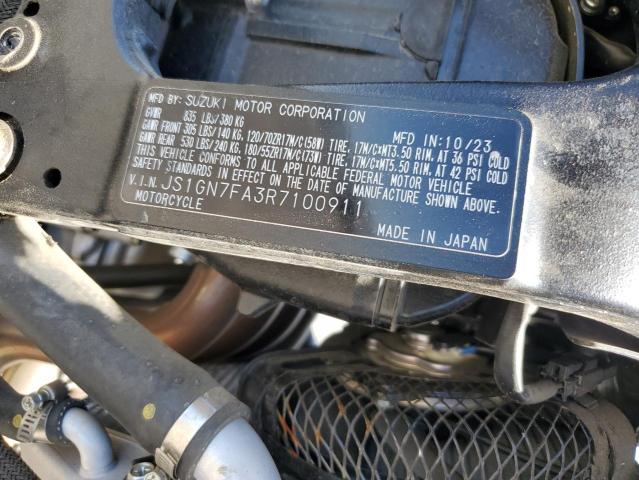 MFD BY: SUZUKI MOTOR CORPORATION
GVWR 835 LBS/380 KG MFD IN: 10/23
GAWR FRONT 305 LBS/140 KG, 120/70ZR17M/C(58W) TIRE, 17M/C×MT3.50 RIM, AT 36 PSI COLD
GAWR REAR 530 LBS/240 KG, 180/55ZR17M/C(73W) TIRE, 17M/C×MT5.50 RIM, AT 42 PSI COLD
THIS VEHICLE CONFORMS TO ALL APPLICABLE FEDERAL MOTOR VEHICLE
SAFETY STANDARDS IN EFFECT ON THE DATE OF MANUFACTURE SHOWN ABOVE.
V.I.N. JS1GN7FA3R7100911
MOTORCYCLE
MADE IN JAPAN